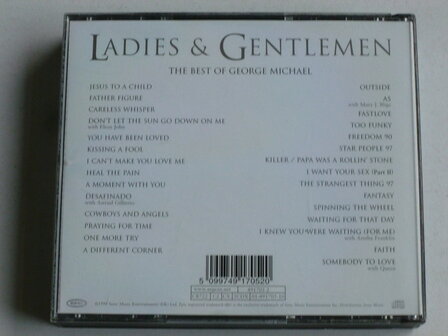 LADIES & GENTLEMEN
THE BEST OF GEORGE MICHAEL
JESUS TO A CHILD
FATHER FIGURE
CARELESS WHISPER
DON'T LET THE SUN GO DOWN ON ME
with Elton John
YOU HAVE BEEN LOVED
KISSING A FOOL
I CAN'T MAKE YOU LOVE ME
HEAL THE PAIN
A MOMENT WITH YOU
DESAFINADO
with Astrud Gilberto
COWBOYS AND ANGELS
PRAYING FOR TIME
ONE MORE TRY
A DIFFERENT CORNER
OUTSIDE
AS
with Mary J. Blige
FASTLOVE
TOO FUNKY
FREEDOM 90
STAR PEOPLE 97
KILLER / PAPA WAS A ROLLIN' STONE
I WANT YOUR SEX (Part II)
THE STRANGEST THING 97
FANTASY
SPINNING THE WHEEL
WAITING FOR THAT DAY
I KNEW YOU WERE WAITING (FOR ME)
with Aretha Franklin
FAITH
SOMEBODY TO LOVE
with Queen
5 099749 170520